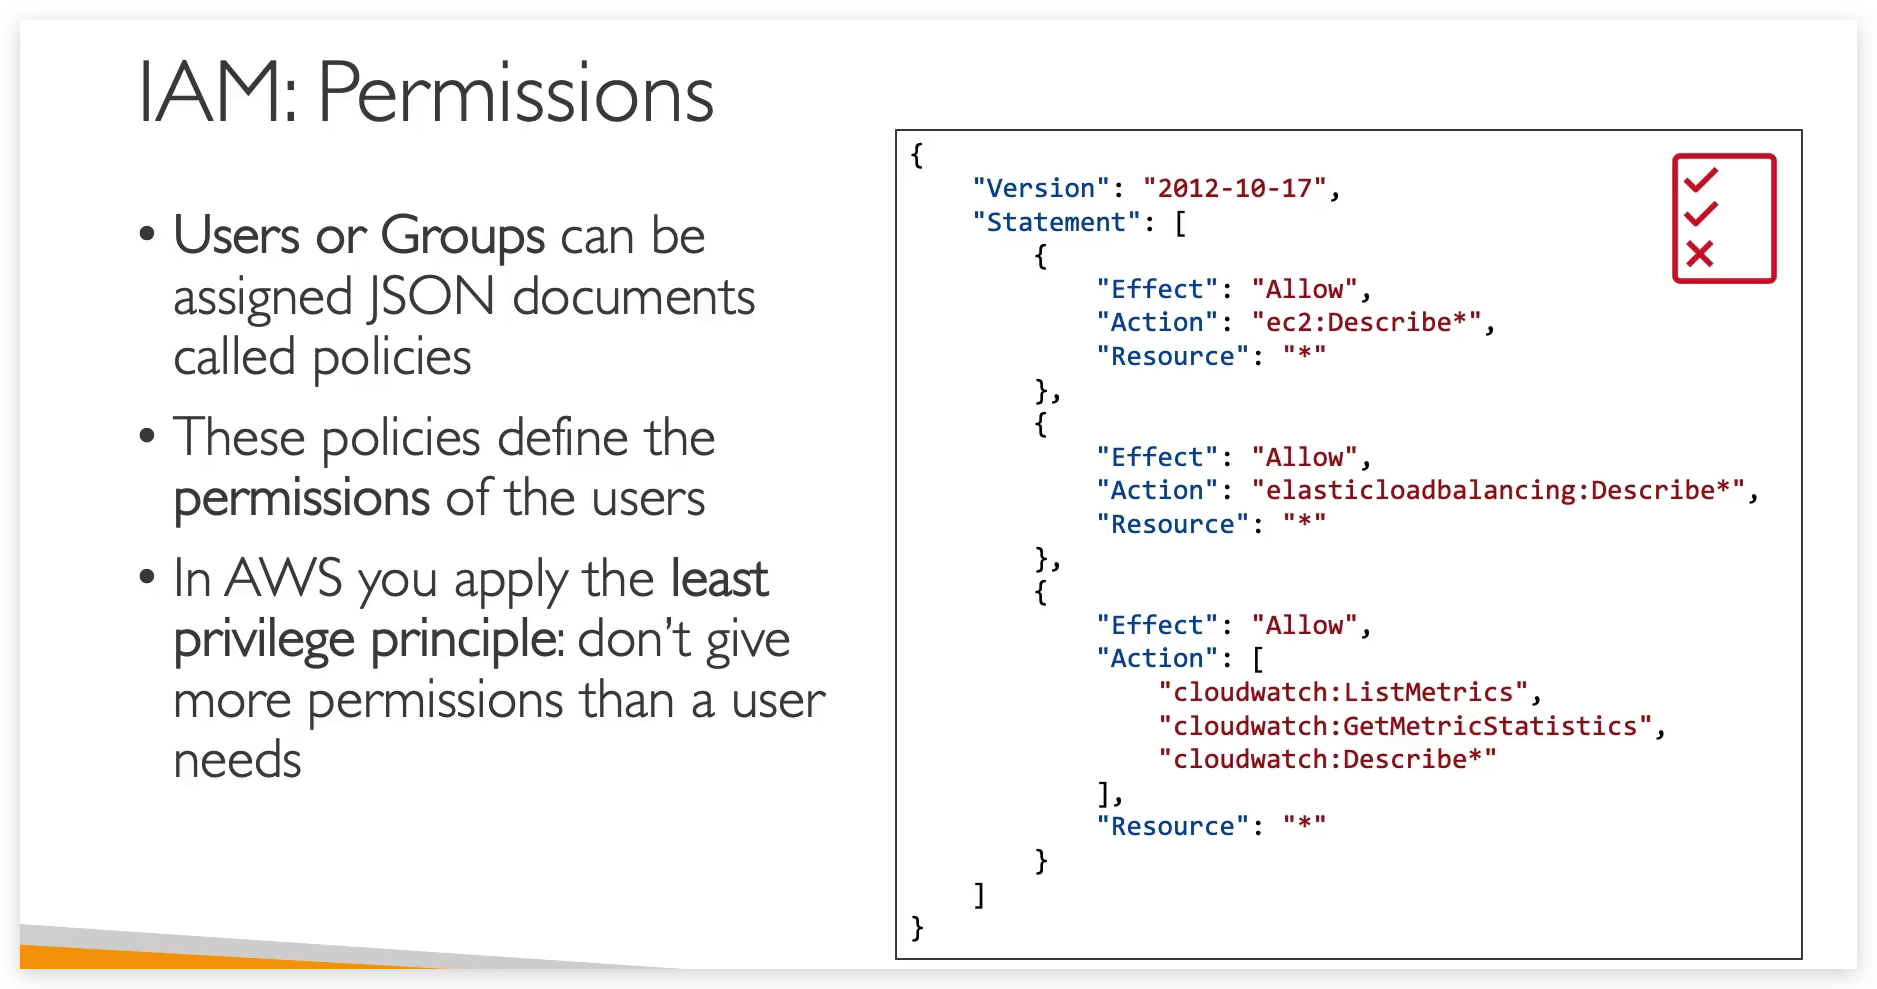 IAM: Permissions
• Users or Groups can be
assigned JSON documents
called policies
• These policies define the
permissions of the users
• In AWS you apply the least
privilege principle: don’t give
more permissions than a user
needs
{
    "Version": "2012-10-17",
    "Statement": [
        {
            "Effect": "Allow",
            "Action": "ec2:Describe*",
            "Resource": "*"
        },
        {
            "Effect": "Allow",
            "Action": "elasticloadbalancing:Describe*",
            "Resource": "*"
        },
        {
            "Effect": "Allow",
            "Action": [
                "cloudwatch:ListMetrics",
                "cloudwatch:GetMetricStatistics",
                "cloudwatch:Describe*"
            ],
            "Resource": "*"
        }
    ]
}